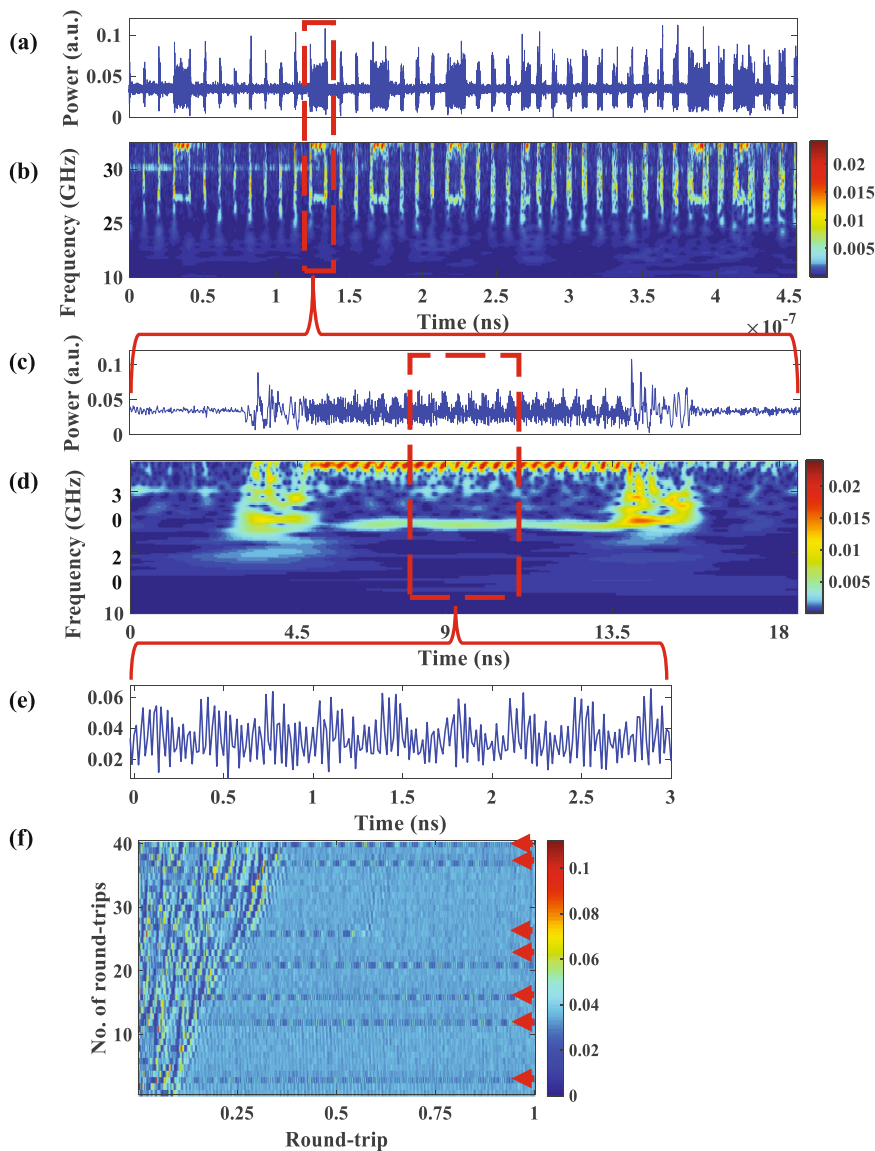 (a)
Power (a.u.)
0.1
0.05
0
(b)
Frequency (GHz)
30
25
10
0.02
0.015
0.01
0.005
0 0.5 1 1.5 2 2.5 3 3.5 4 4.5
Time (ns)
×10⁻⁷
(c)
Power (a.u.)
0.1
0.05
0
(d)
Frequency (GHz)
3
0
2
0
10
0.02
0.015
0.01
0.005
0 4.5 9 13.5 18
Time (ns)
(e)
0.06
0.04
0.02
0 0.5 1 1.5 2 2.5 3
Time (ns)
(f)
No. of round-trips
40
30
20
10
0.1
0.08
0.06
0.04
0.02
0
0.25 0.5 0.75 1
Round-trip